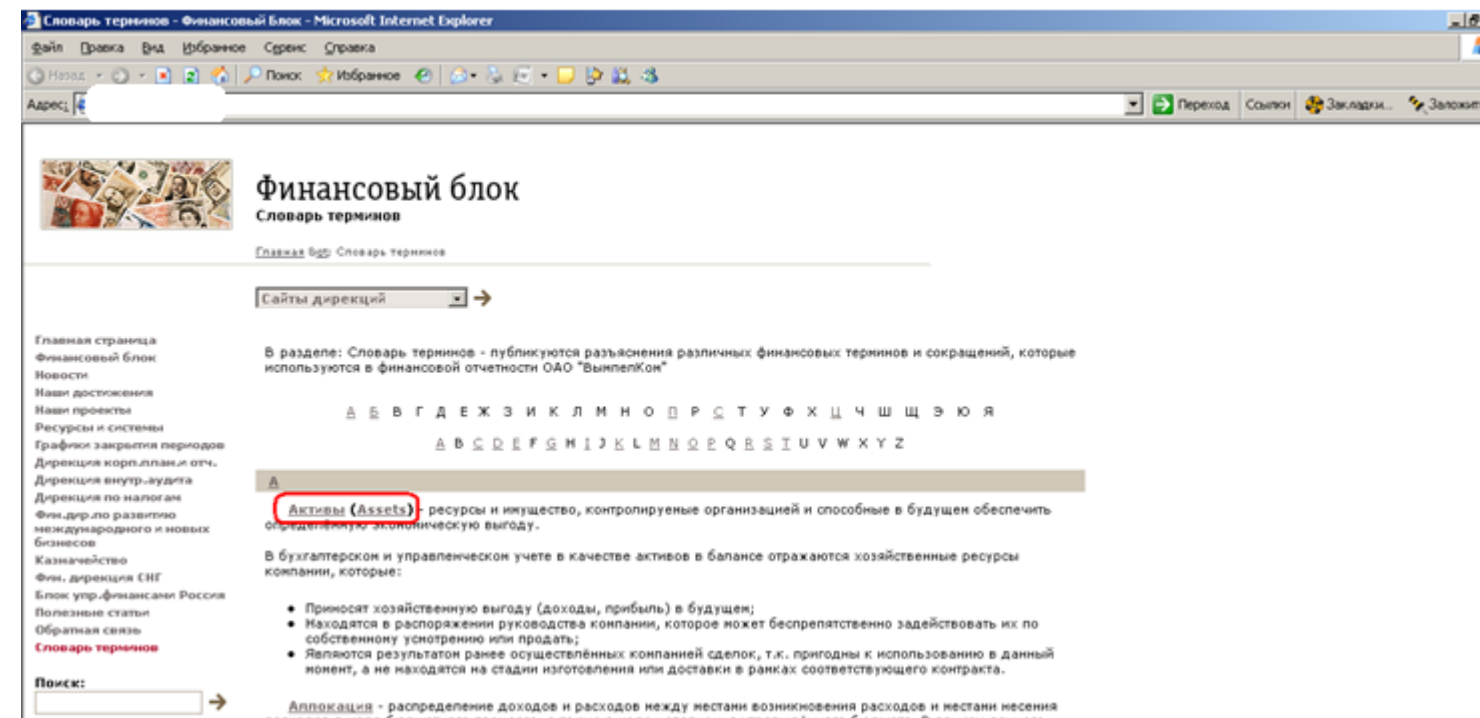 Словарь терминов - Финансовый Блок - Microsoft Internet Explorer
Файл Правка Вид Избранное Сервис Справка
Назад Поиск Избранное
Адрес: Переход Ссылки Закладки... Заложит
Финансовый блок
Словарь терминов
Главная &gt; Словарь терминов
Сайты дирекций
Главная страница
Финансовый блок
Новости
Наши достижения
Наши проекты
Ресурсы и системы
Графики закрытия периодов
Дирекция корп.план.и отч.
Дирекция внутр.аудита
Дирекция по налогам
Фин.дир.по развитию
международного и новых
бизнесов
Казначейство
Фин. дирекция СНГ
Блок упр.финансами Россия
Полезные статьи
Обратная связь
Словарь терминов
Поиск:
В разделе: Словарь терминов - публикуются разъяснения различных финансовых терминов и сокращений, которые
используются в финансовой отчетности ОАО "ВымпелКом"
А Б В Г Д Е Ж З И К Л М Н О П Р С Т У Ф Х Ц Ч Ш Щ Э Ю Я
A B C D E F G H I J K L M N O P Q R S T U V W X Y Z
А
Активы (Assets) - ресурсы и имущество, контролируемые организацией и способные в будущем обеспечить
определённую экономическую выгоду.
В бухгалтерском и управленческом учете в качестве активов в балансе отражаются хозяйственные ресурсы
компании, которые:
● Приносят хозяйственную выгоду (доходы, прибыль) в будущем;
● Находятся в распоряжении руководства компании, которое может беспрепятственно задействовать их по
собственному усмотрению или продать;
● Являются результатом ранее осуществлённых компанией сделок, т.к. пригодны к использованию в данный
момент, а не находятся на стадии изготовления или доставки в рамках соответствующего контракта.
Аллокация - распределение доходов и расходов между местами возникновения расходов и местами несения